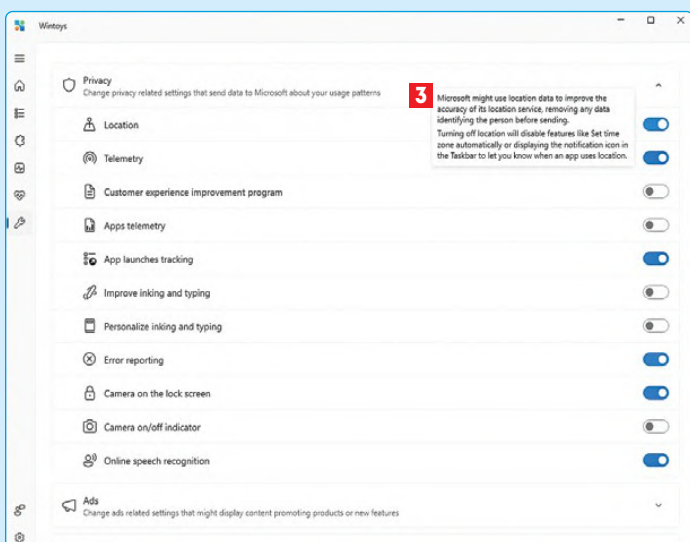 Wintoys
Privacy
Change privacy related settings that send data to Microsoft about your usage patterns
3
Microsoft might use location data to improve the
accuracy of its location service, removing any data
identifying the person before sending.
Turning off location will disable features like Set time
zone automatically or displaying the notification icon in
the Taskbar to let you know when an app uses location.
Location
Telemetry
Customer experience improvement program
Apps telemetry
App launches tracking
Improve inking and typing
Personalize inking and typing
Error reporting
Camera on the lock screen
Camera on/off indicator
Online speech recognition
Ads
Change ads related settings that might display content promoting products or new features